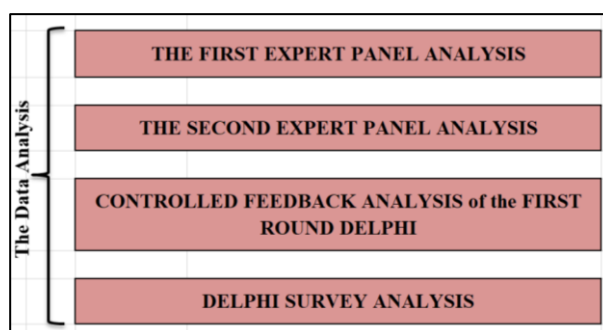 The Data Analysis
THE FIRST EXPERT PANEL ANALYSIS
THE SECOND EXPERT PANEL ANALYSIS
CONTROLLED FEEDBACK ANALYSIS of the FIRST
ROUND DELPHI
DELPHI SURVEY ANALYSIS